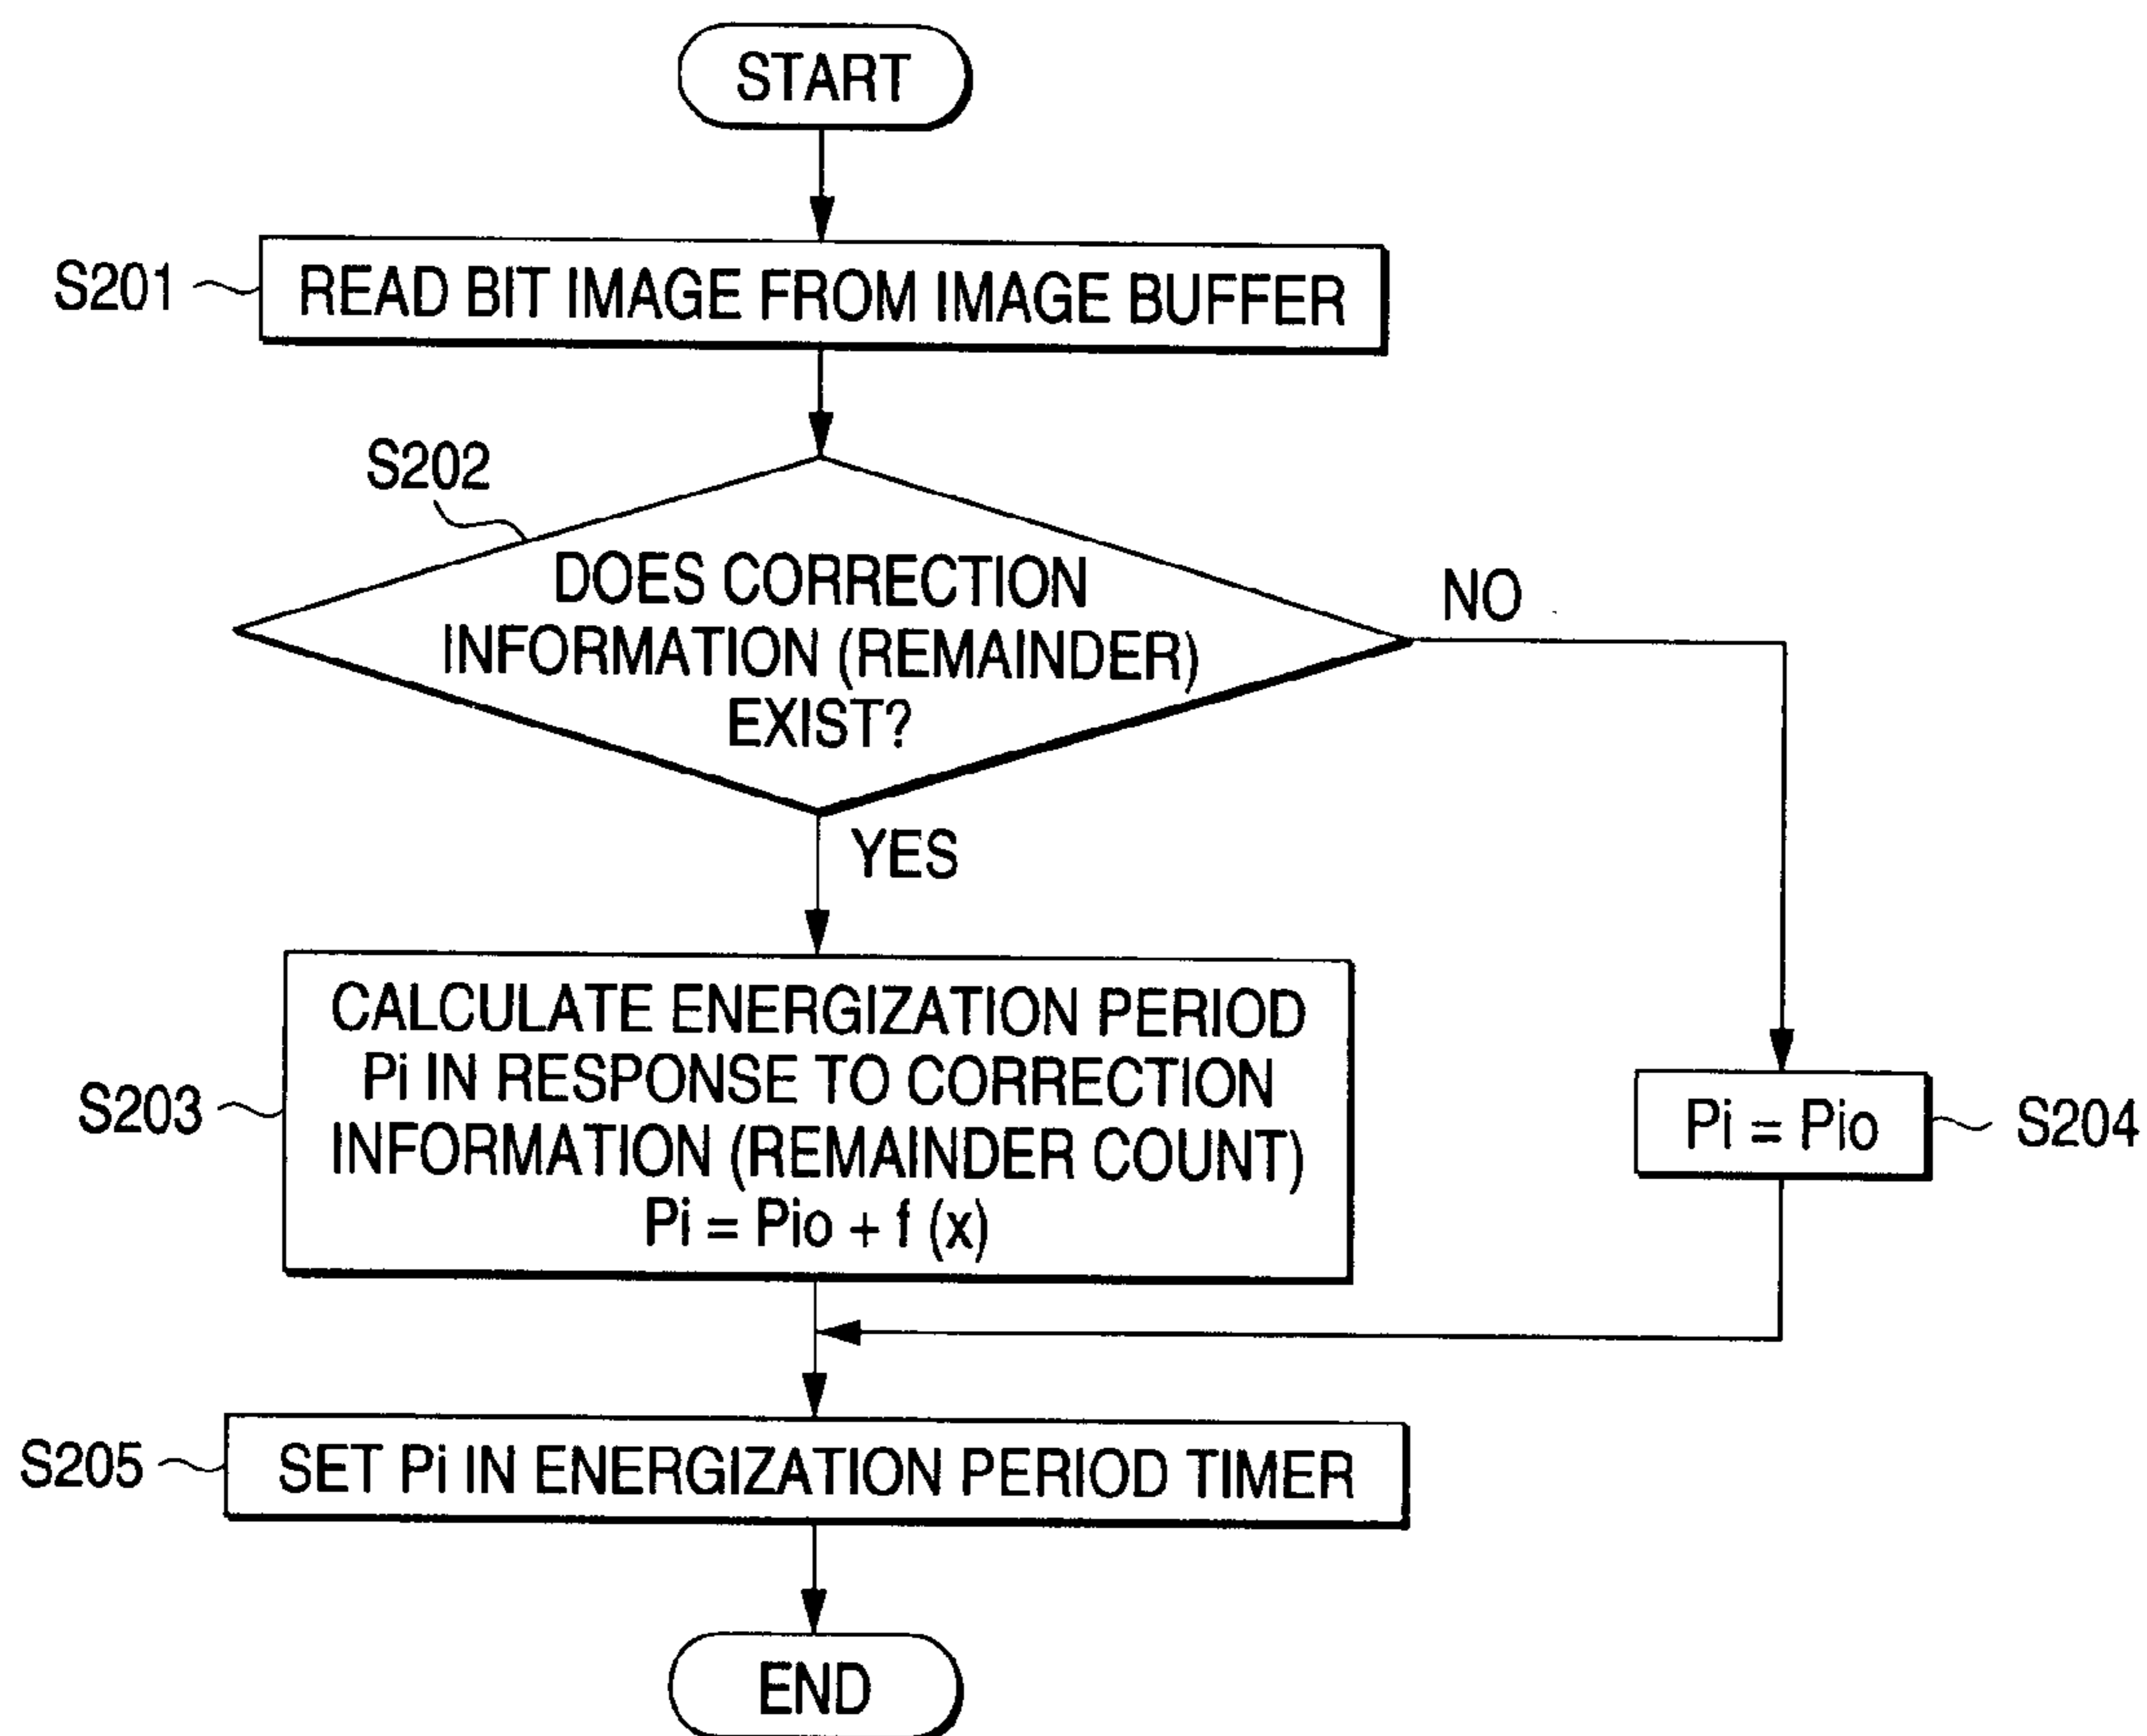 START
S201
READ BIT IMAGE FROM IMAGE BUFFER
S202
DOES CORRECTION
INFORMATION (REMAINDER)
EXIST?
NO
YES
S203
CALCULATE ENERGIZATION PERIOD
Pi IN RESPONSE TO CORRECTION
INFORMATION (REMAINDER COUNT)
Pi = Pio + f (x)
Pi = Pio
S204
S205
SET Pi IN ENERGIZATION PERIOD TIMER
END